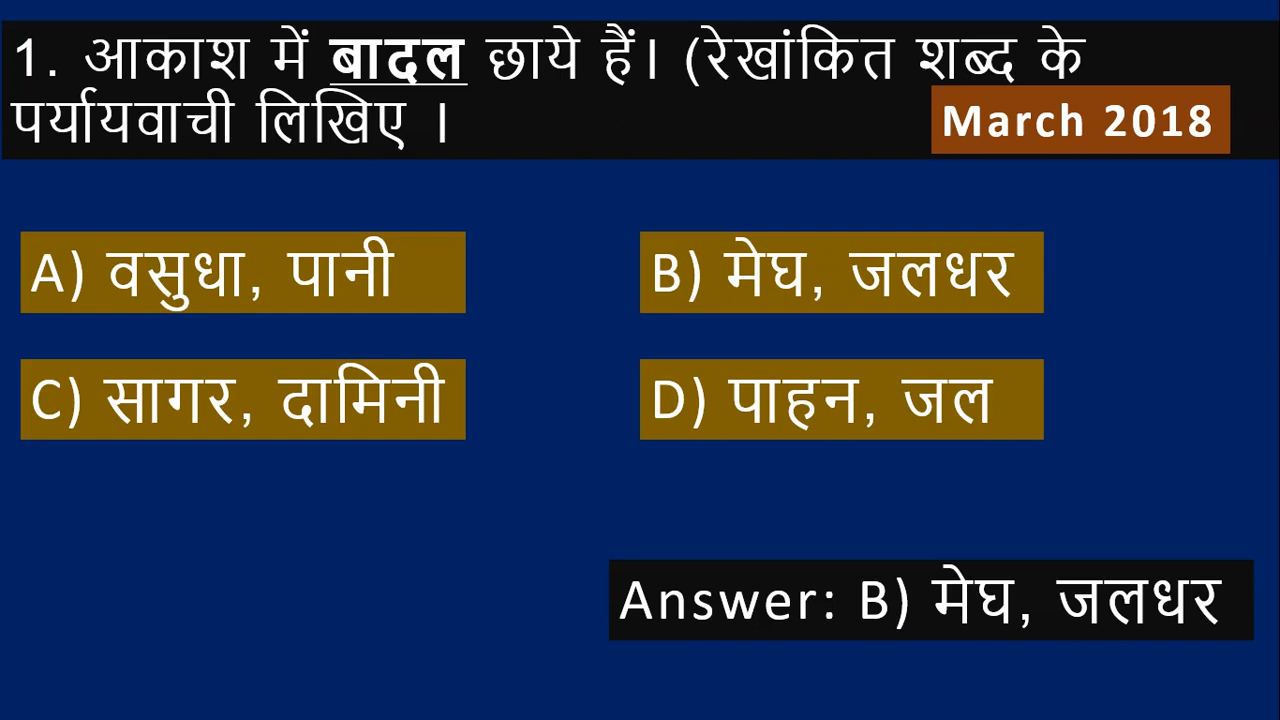 1. आकाश में बादल छाये हैं। (रेखांकित शब्द के
पर्यायवाची लिखिए ।
March 2018
A) वसुधा, पानी
B) मेघ, जलधर
C) सागर, दामिनी
D) पाहन, जल
Answer: B) मेघ, जलधर